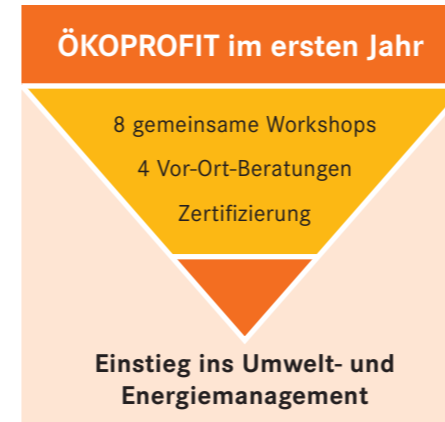 ÖKOPROFIT im ersten Jahr
8 gemeinsame Workshops
4 Vor-Ort-Beratungen
Zertifizierung
Einstieg ins Umwelt- und
Energiemanagement